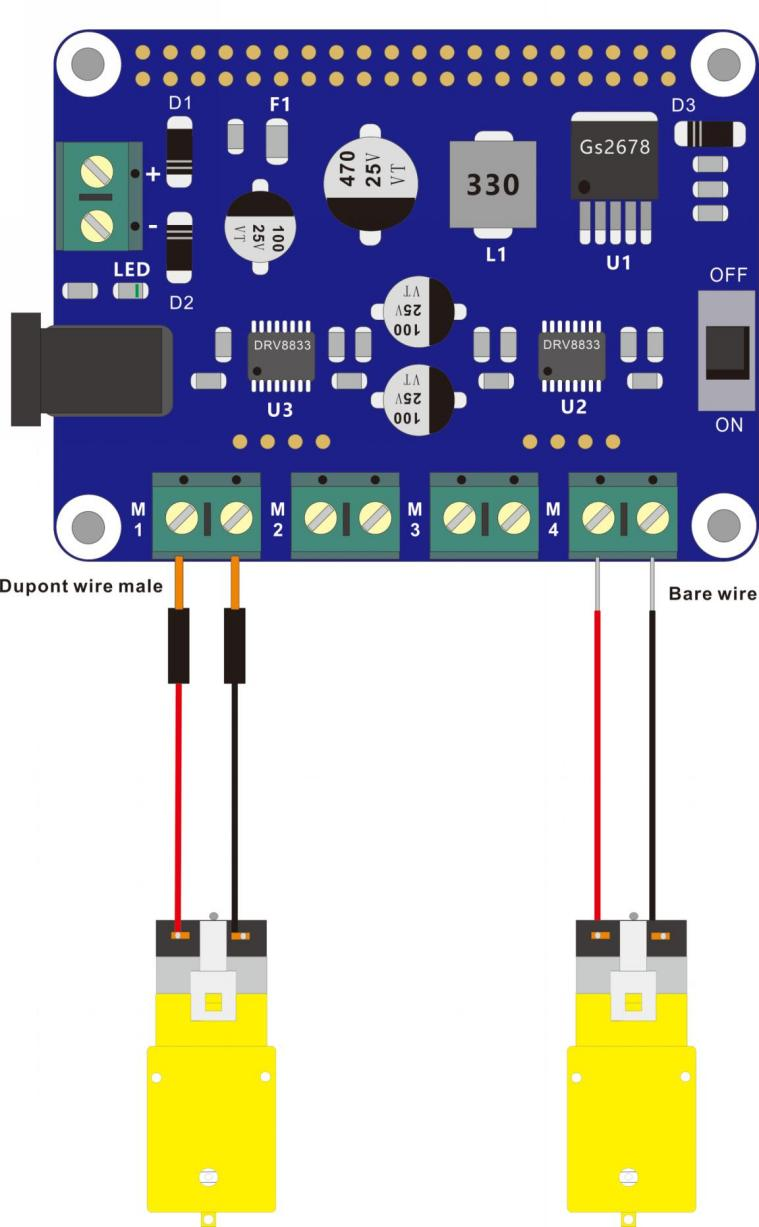 D1
F1
D3
470
25V
VT
Gs2678
330
+
-
100
25V
VT
L1
U1
LED
OFF
D2
VT
25V
100
DRV8833
DRV8833
VT
25V
100
U3
U2
ON
M
1
M
2
M
3
M
4
Dupont wire male
Bare wire